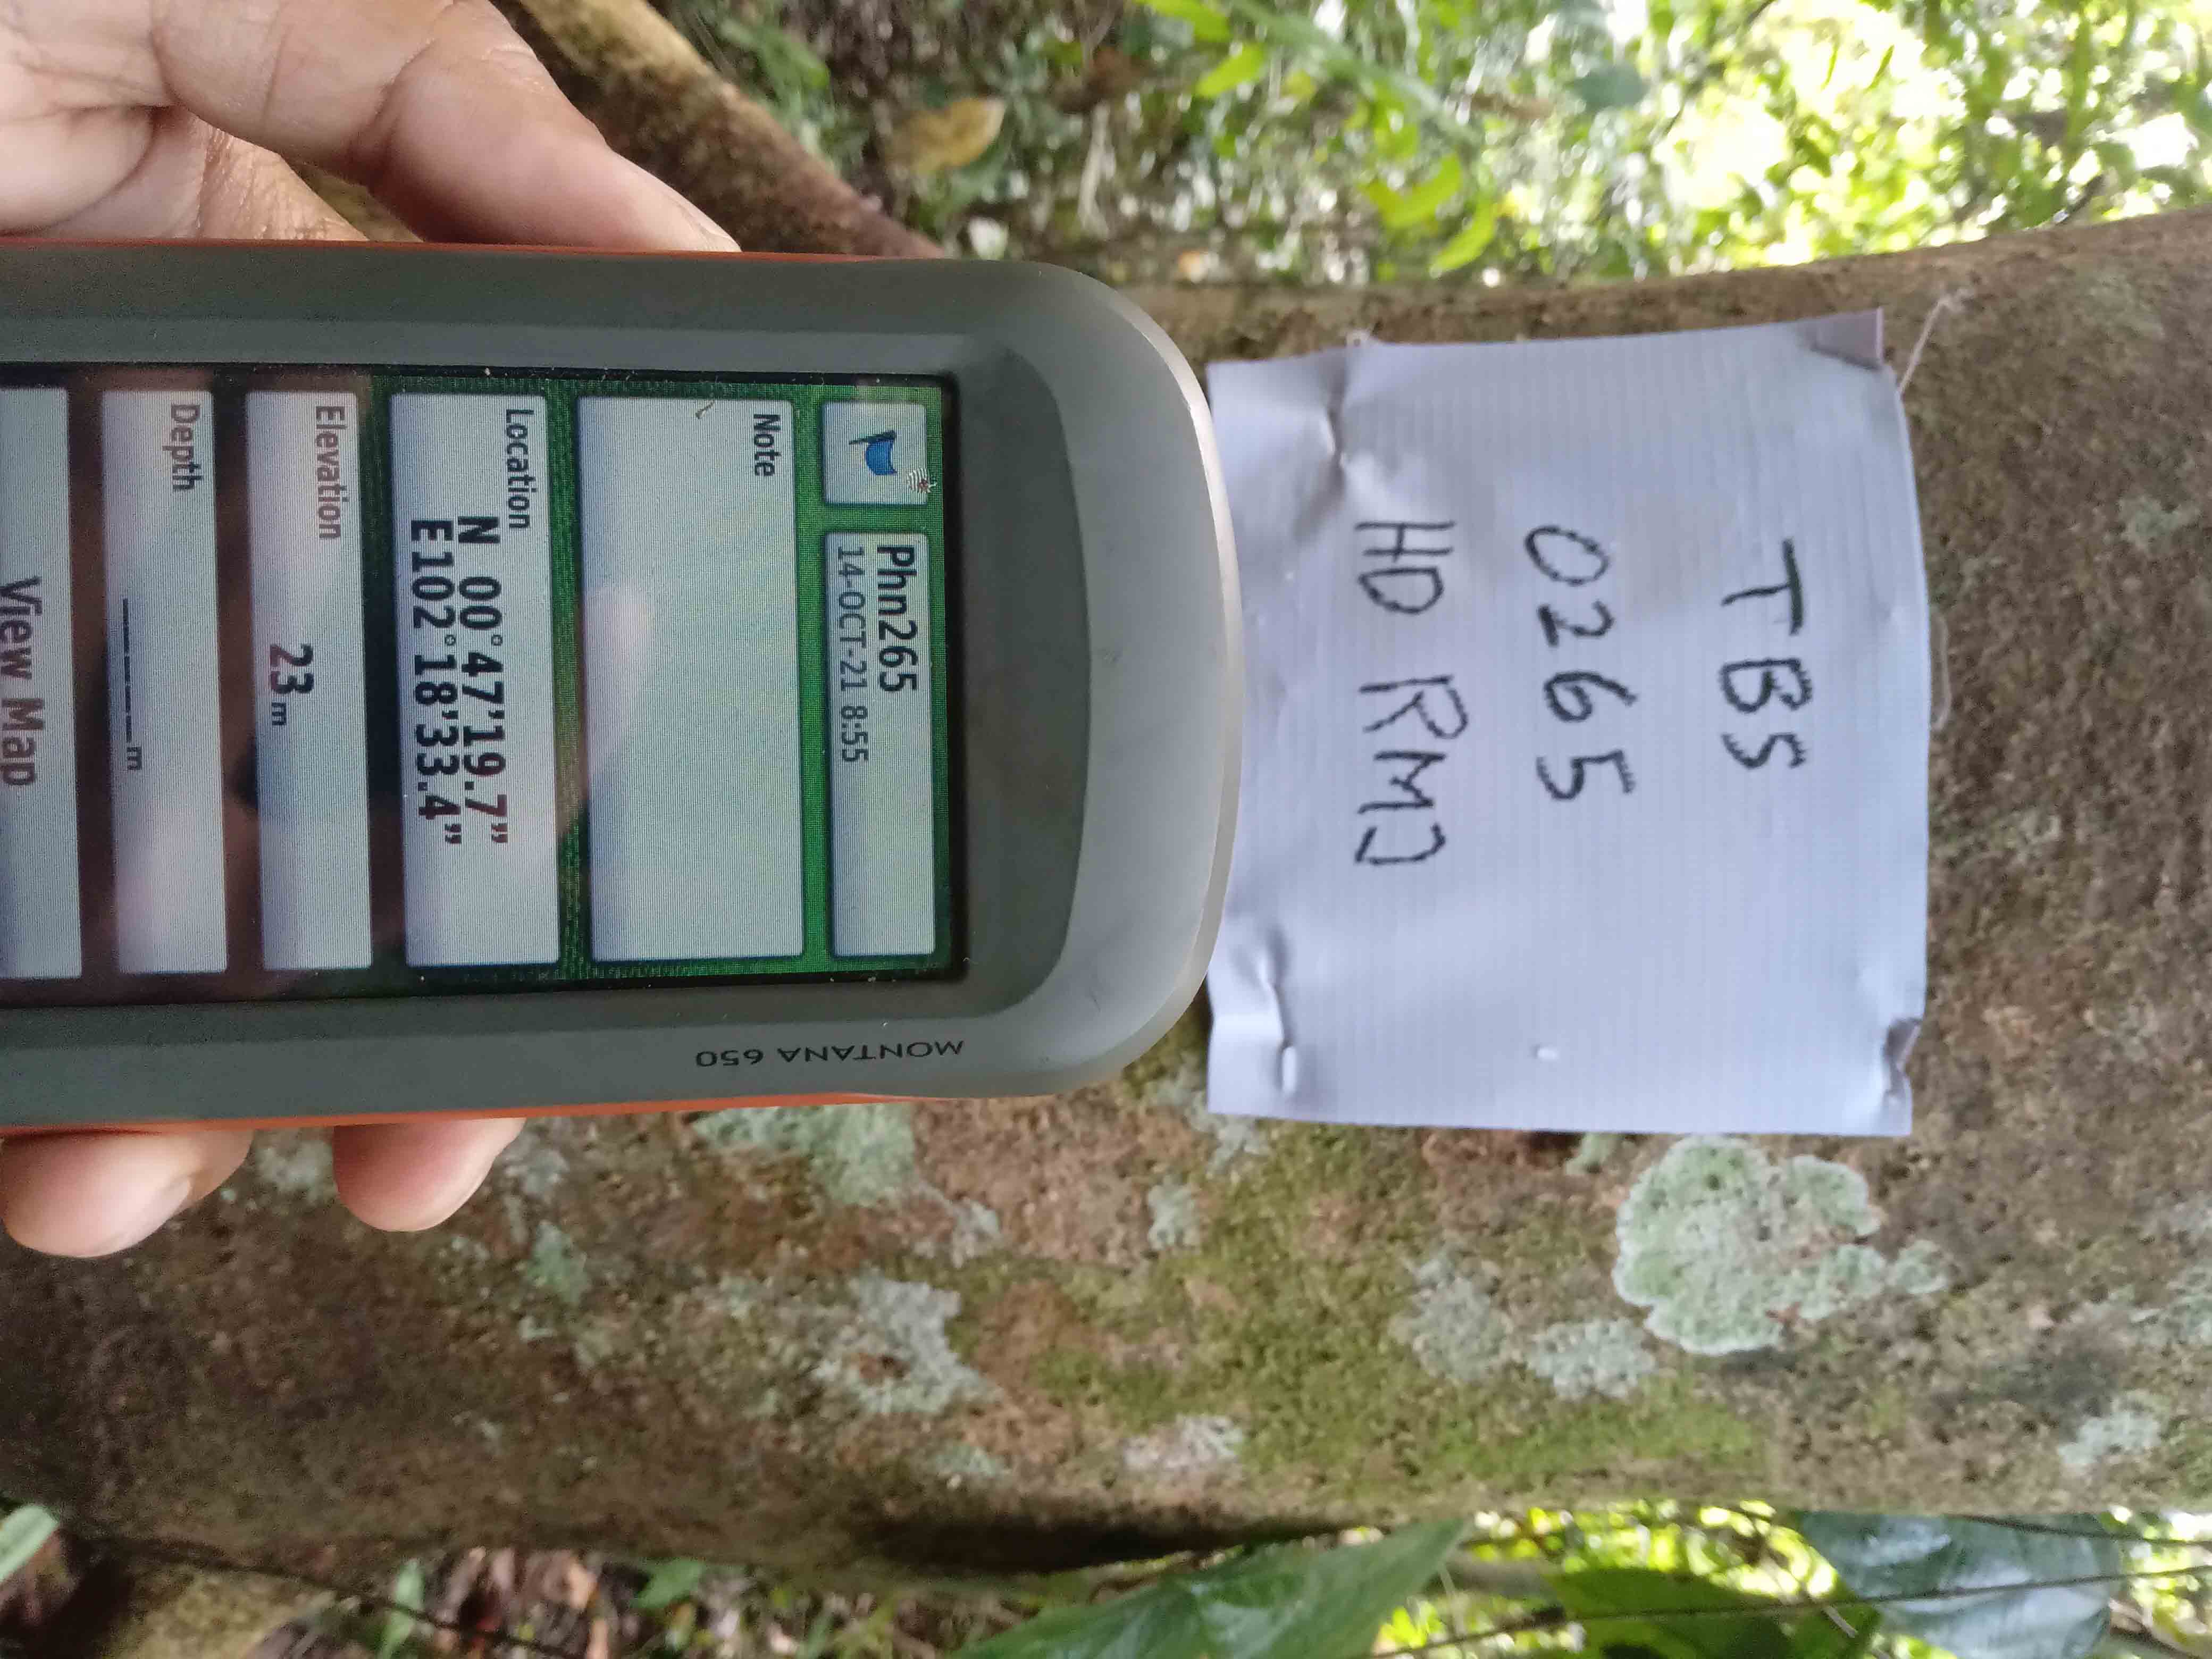 TBS
0265
HD RMJ
MONTANA 650
Phn265
14-OCT-21 8:55
Note
Location
N 00°47'19.7"
E102°18'33.4"
Elevation
23m
Depth
_____m
View Map